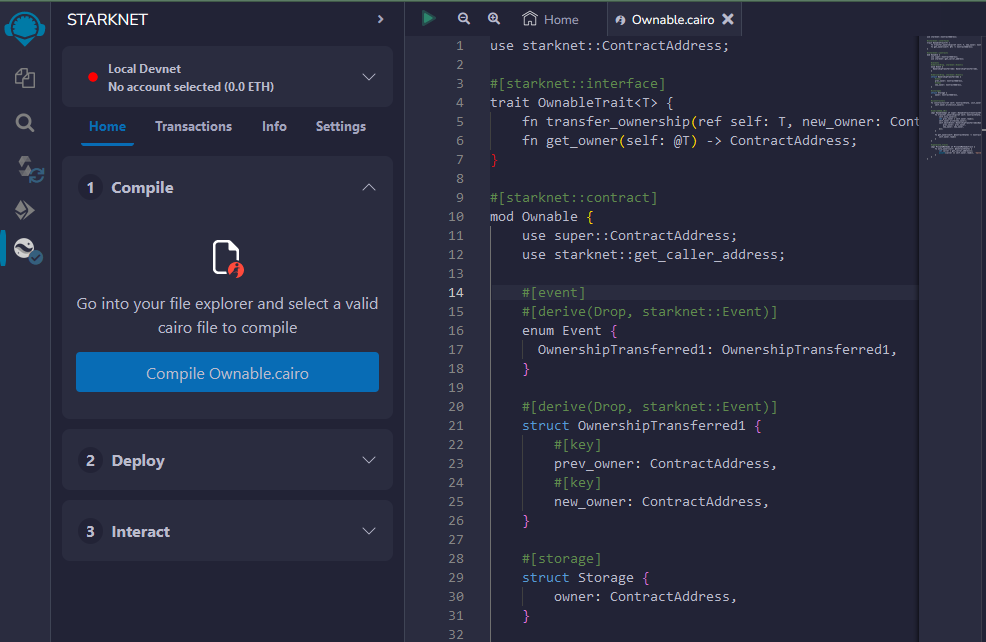 STARKNET
Local Devnet
No account selected (0.0 ETH)
Home
Transactions
Info
Settings
1 Compile
Go into your file explorer and select a valid
cairo file to compile
Compile Ownable.cairo
2 Deploy
3 Interact
Home
Ownable.cairo
1 use starknet::ContractAddress;
2
3 #[starknet::interface]
4 trait OwnableTrait<T> {
5     fn transfer_ownership(ref self: T, new_owner: Cont
6     fn get_owner(self: @T) -> ContractAddress;
7 }
8
9 #[starknet::contract]
10 mod Ownable {
11     use super::ContractAddress;
12     use starknet::get_caller_address;
13
14     #[event]
15     #[derive(Drop, starknet::Event)]
16     enum Event {
17       OwnershipTransferred1: OwnershipTransferred1,
18     }
19
20     #[derive(Drop, starknet::Event)]
21     struct OwnershipTransferred1 {
22         #[key]
23         prev_owner: ContractAddress,
24         #[key]
25         new_owner: ContractAddress,
26     }
27
28     #[storage]
29     struct Storage {
30         owner: ContractAddress,
31     }
32